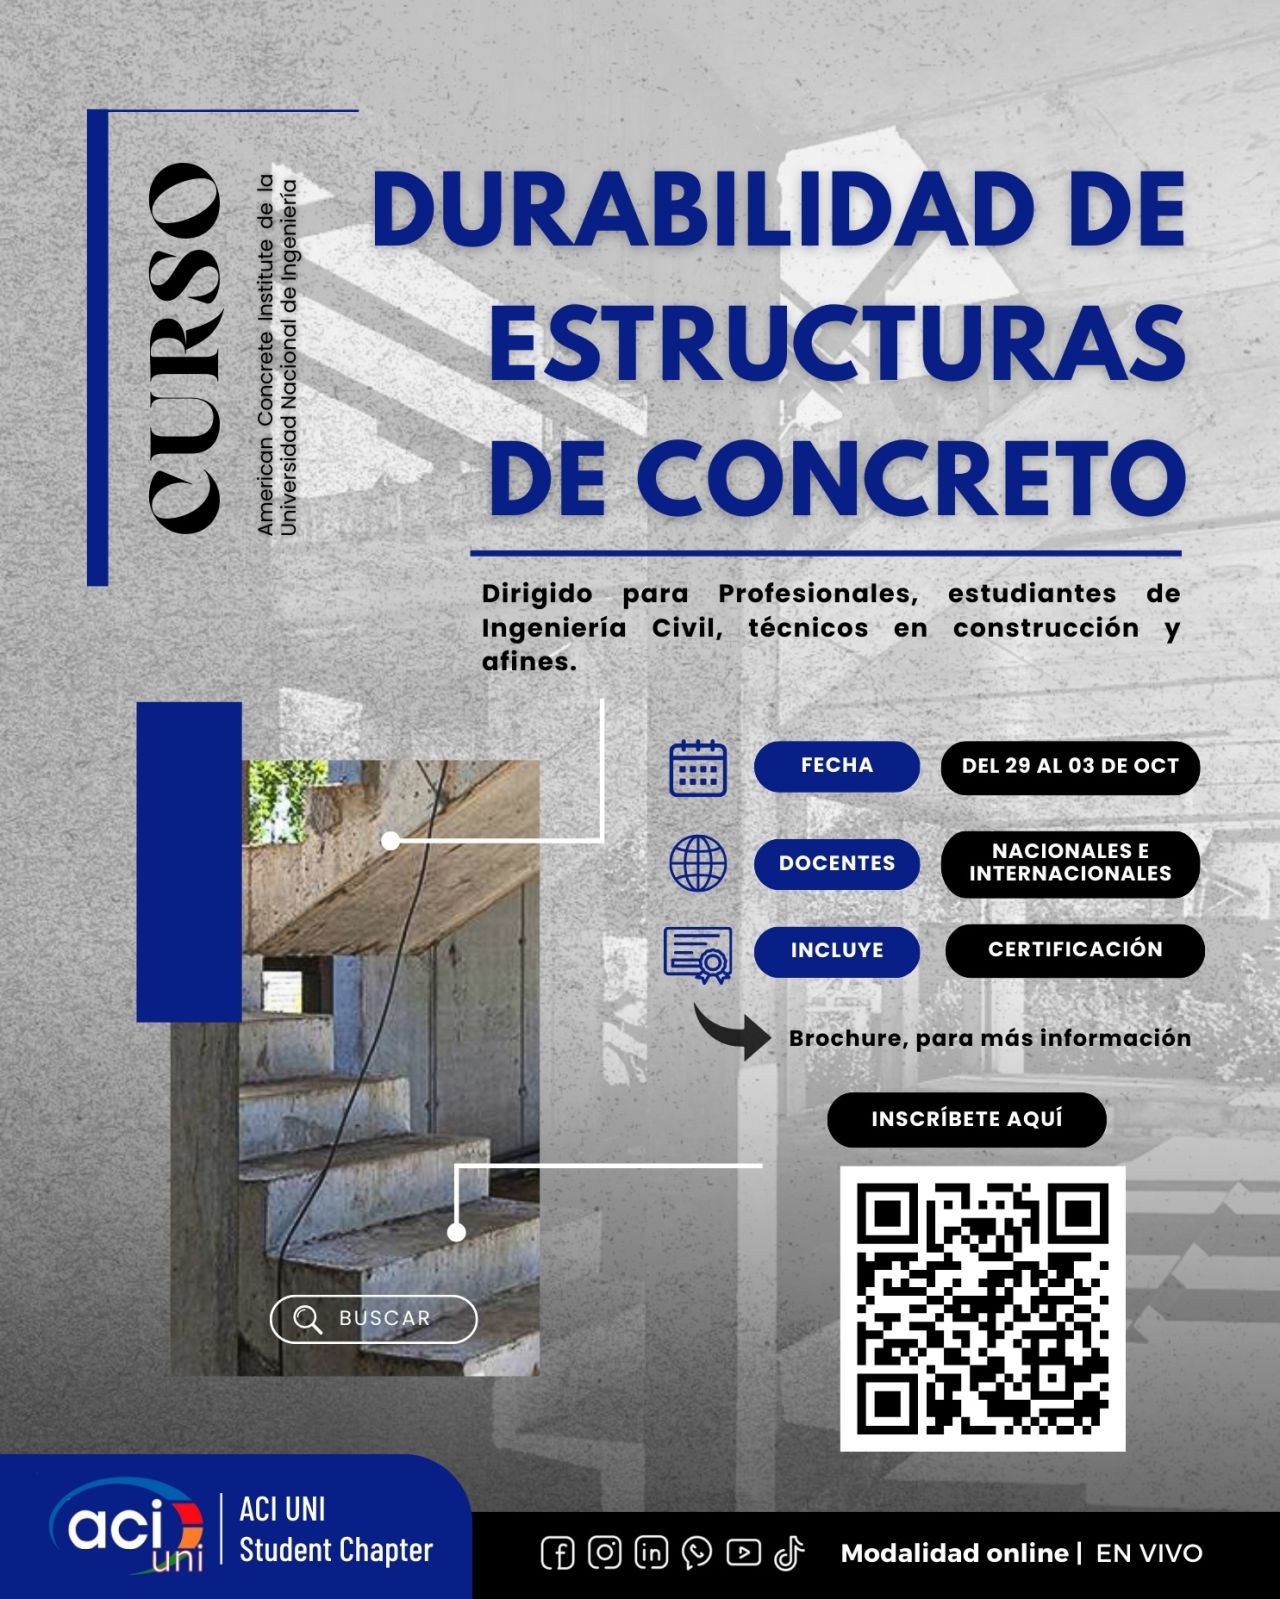 CURSO
American Concrete Institute de la
Universidad Nacional de Ingeniería
DURABILIDAD DE
ESTRUCTURAS
DE CONCRETO
Dirigido para Profesionales, estudiantes de
Ingeniería Civil, técnicos en construcción y
afines.
FECHA
DEL 29 AL 03 DE OCT
DOCENTES
NACIONALES E
INTERNACIONALES
INCLUYE
CERTIFICACIÓN
Brochure, para más información
INSCRÍBETE AQUÍ
BUSCAR
aci
uni
ACI UNI
Student Chapter
Modalidad online | EN VIVO